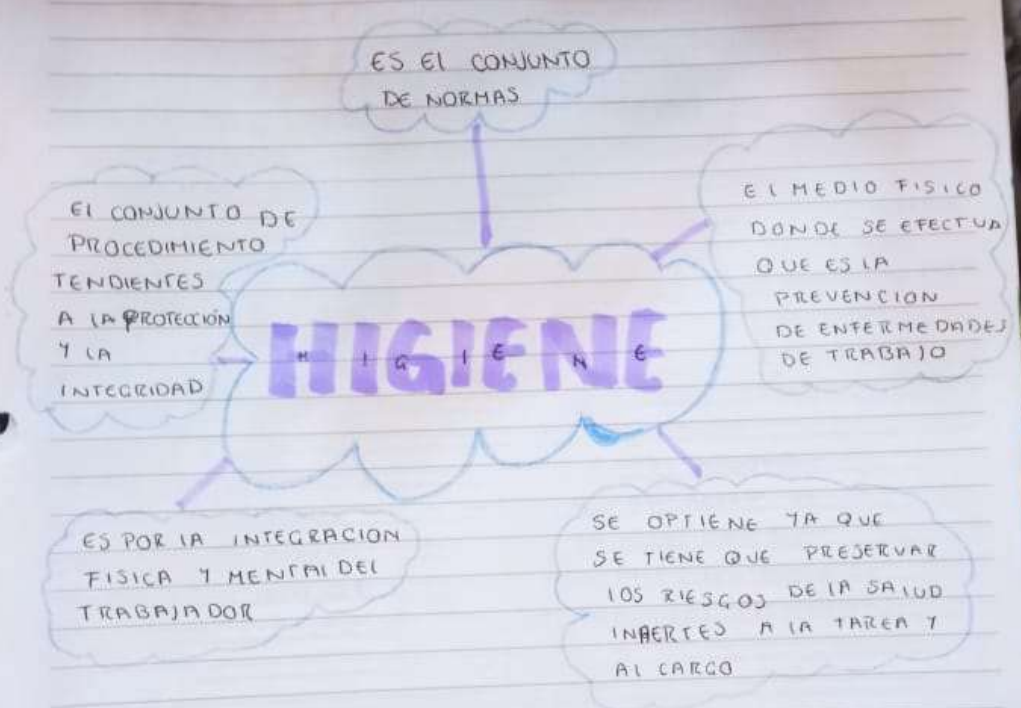 ES El CONJUNTO
DE NORMAS
El CONJUNTO DE
PROCEDIMIENTO
TENDIENTES
A LA PROTECCIÓN
Y LA
INTEGRIDAD
HIGIENE
H I G I E N E
El MEDIO FISICO
DONDE SE EFECTUA
QUE ES LA
PREVENCION
DE ENFERMEDADES
DE TRABAJO
ES POR LA INTEGRACION
FISICA Y MENTAl DEL
TRABAJADOR
SE OPTIENE YA QUE
SE TIENE QUE PRESERVAR
LOS RIESGOS DE LA SALUD
INHERTES A LA TAREA Y
AL CARGO